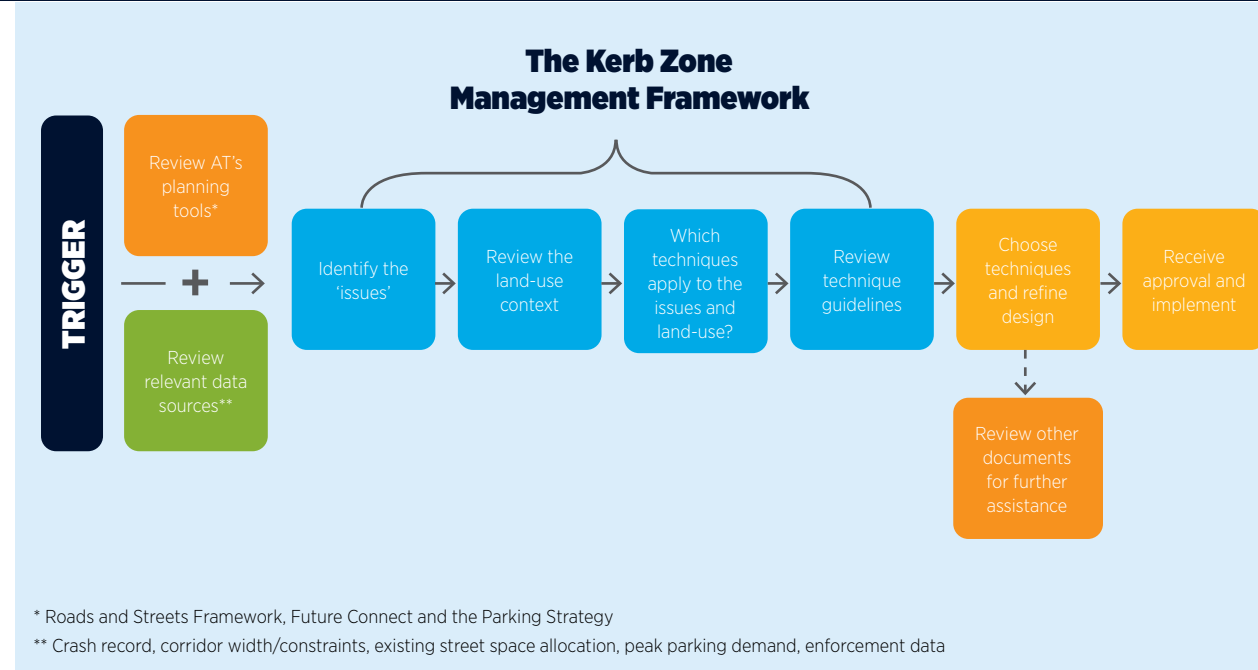 The Kerb Zone
Management Framework
TRIGGER
Review AT's
planning
tools*
+
Review
relevant data
sources**
Identify the
‘issues’
Review the
land-use
context
Which
techniques
apply to the
issues and
land-use?
Review
technique
guidelines
Choose
techniques
and refine
design
Receive
approval and
implement
Review other
documents
for further
assistance
* Roads and Streets Framework, Future Connect and the Parking Strategy
** Crash record, corridor width/constraints, existing street space allocation, peak parking demand, enforcement data